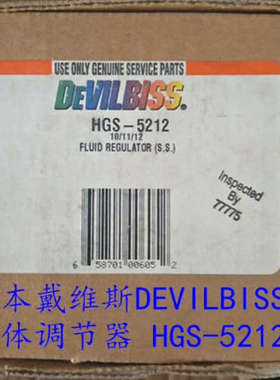 USE ONLY GENUINE SERVICE PARTS
DEVILBISS.
HGS-5212
10/11/12
FLUID REGULATOR (S.S.)
Inspected
By
77775
6 58701 00605 2
本戴维斯DEVILBISS
体调节器 HGS-5212